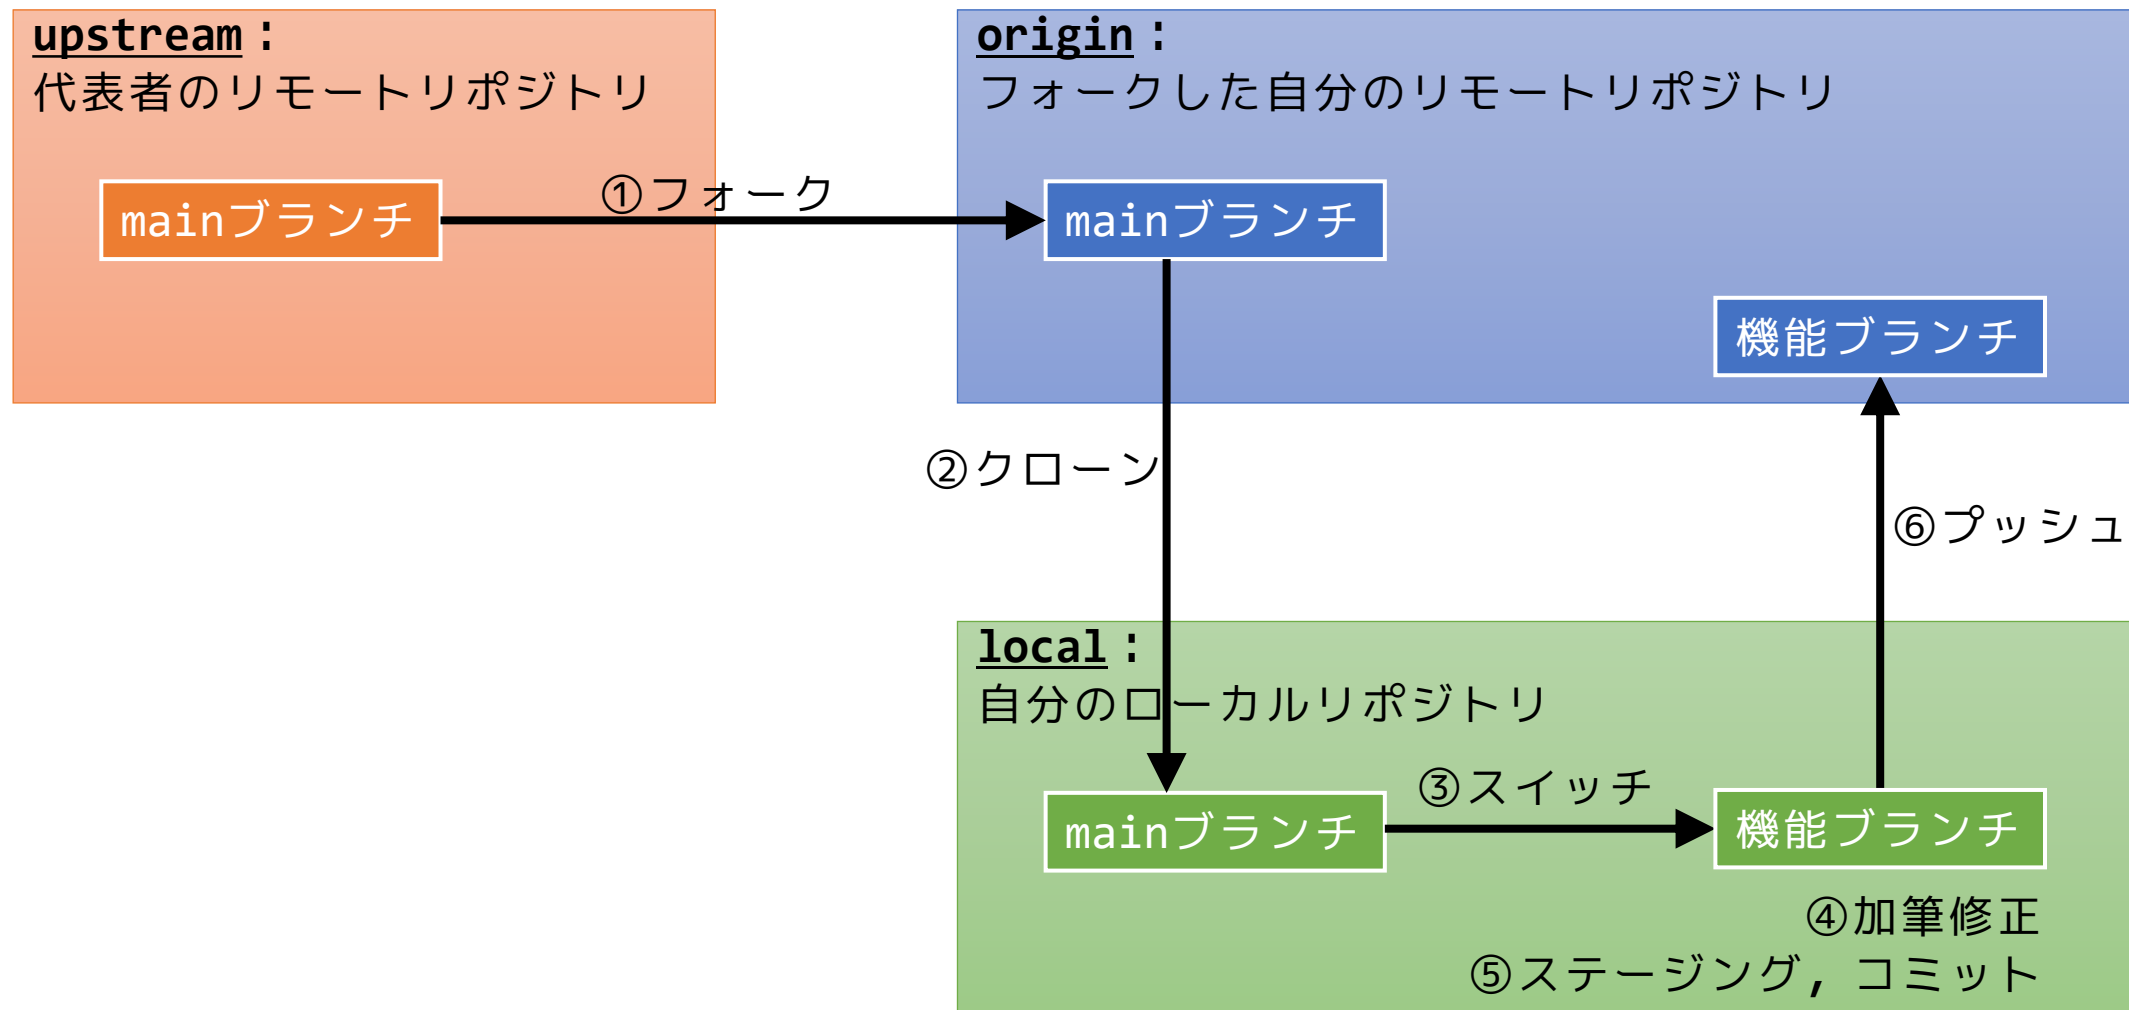 upstream：
代表者のリモートリポジトリ
mainブランチ
①フォーク
origin：
フォークした自分のリモートリポジトリ
mainブランチ
機能ブランチ
②クローン
⑥プッシュ
local：
自分のローカルリポジトリ
mainブランチ
③スイッチ
機能ブランチ
④加筆修正
⑤ステージング，コミット